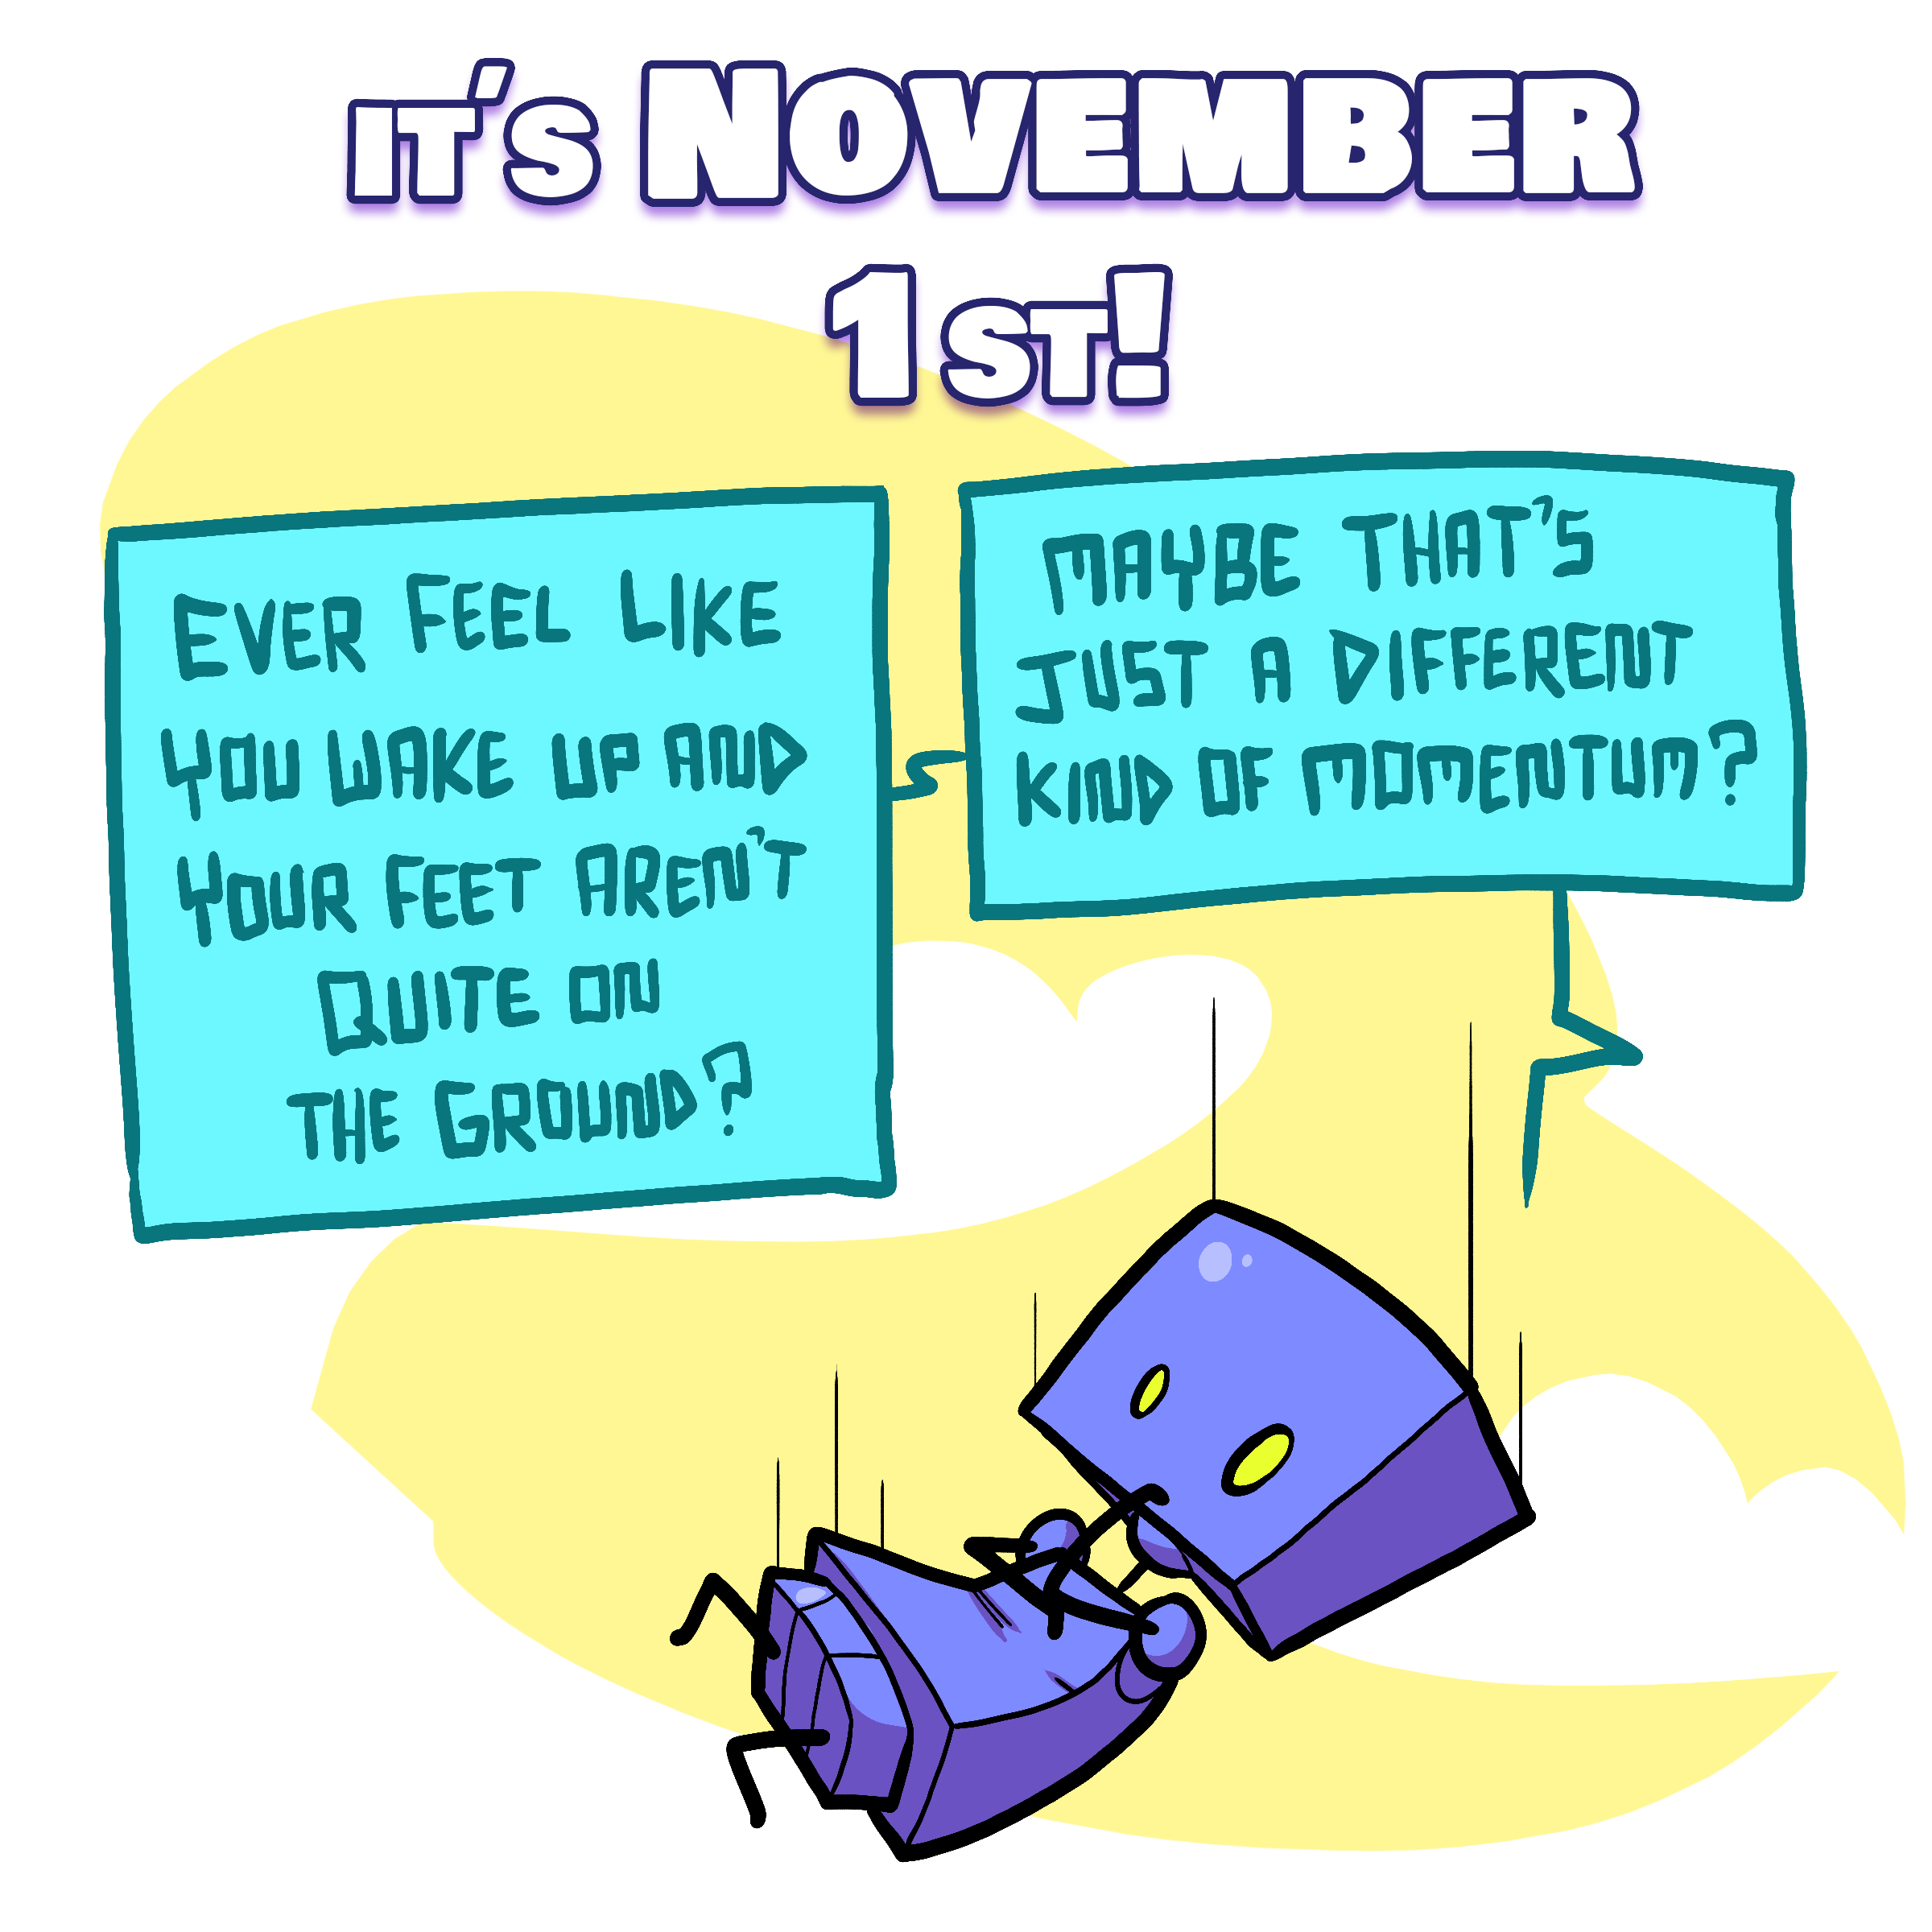 it's November
1st!
Ever Feel Like
You wake up and
Your feet aren't
Quite on
the Ground?
Maybe that's
just a different
kind of momentum?